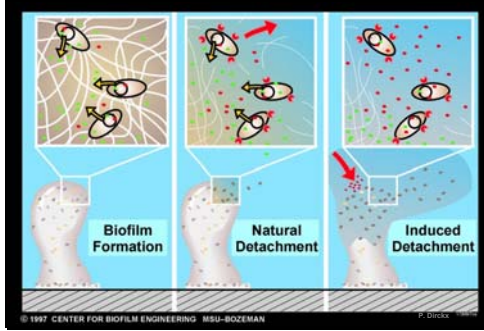 Biofilm
Formation
Natural
Detachment
Induced
Detachment
© 1997 CENTER FOR BIOFILM ENGINEERING MSU–BOZEMAN
P. Dirckx